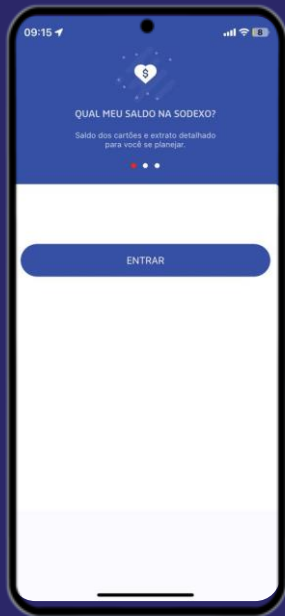 09:15
QUAL MEU SALDO NA SODEXO?
Saldo dos cartões e extrato detalhado
para você se planejar.
ENTRAR